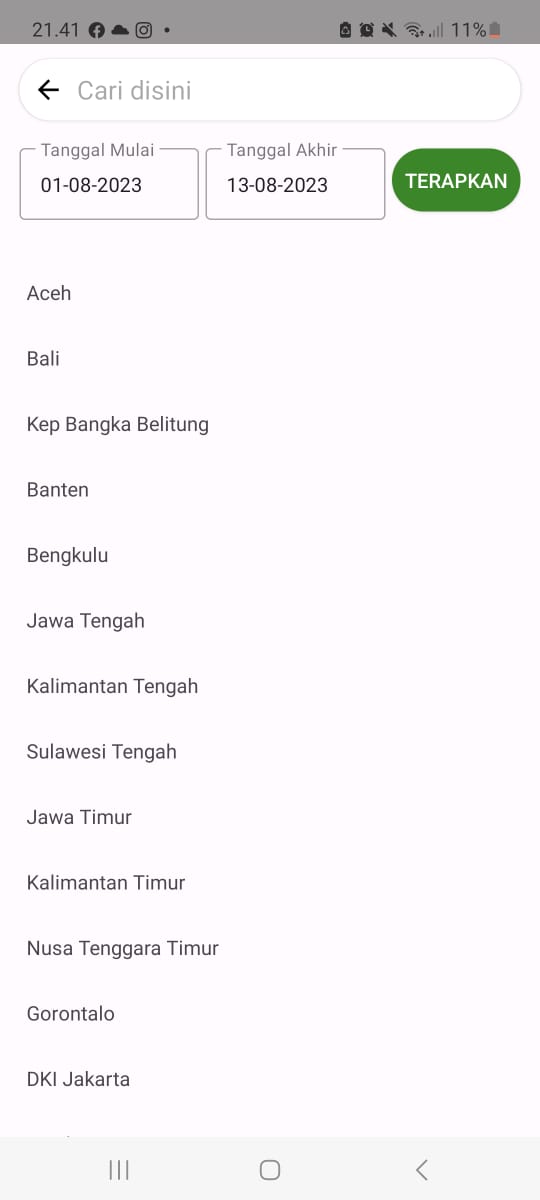 21.41
11%
Cari disini
Tanggal Mulai
01-08-2023
Tanggal Akhir
13-08-2023
TERAPKAN
Aceh
Bali
Kep Bangka Belitung
Banten
Bengkulu
Jawa Tengah
Kalimantan Tengah
Sulawesi Tengah
Jawa Timur
Kalimantan Timur
Nusa Tenggara Timur
Gorontalo
DKI Jakarta